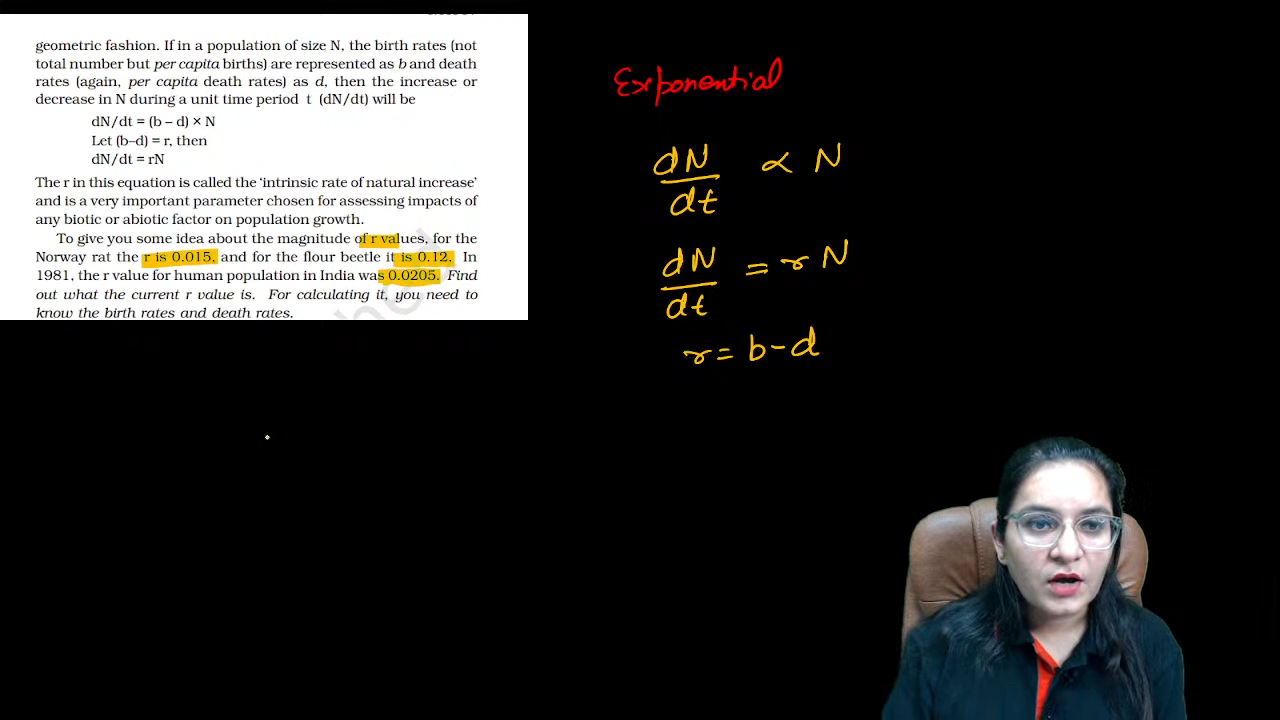 geometric fashion. If in a population of size N, the birth rates (not
total number but per capita births) are represented as b and death
rates (again, per capita death rates) as d, then the increase or
decrease in N during a unit time period t (dN/dt) will be
dN/dt = (b – d) × N
Let (b–d) = r, then
dN/dt = rN
The r in this equation is called the ‘intrinsic rate of natural increase’
and is a very important parameter chosen for assessing impacts of
any biotic or abiotic factor on population growth.
To give you some idea about the magnitude of r values, for the
Norway rat the r is 0.015, and for the flour beetle it is 0.12. In
1981, the r value for human population in India was 0.0205. Find
out what the current r value is. For calculating it, you need to
know the birth rates and death rates.
Exponential
dN/dt ∝ N
dN/dt = rN
r = b - d